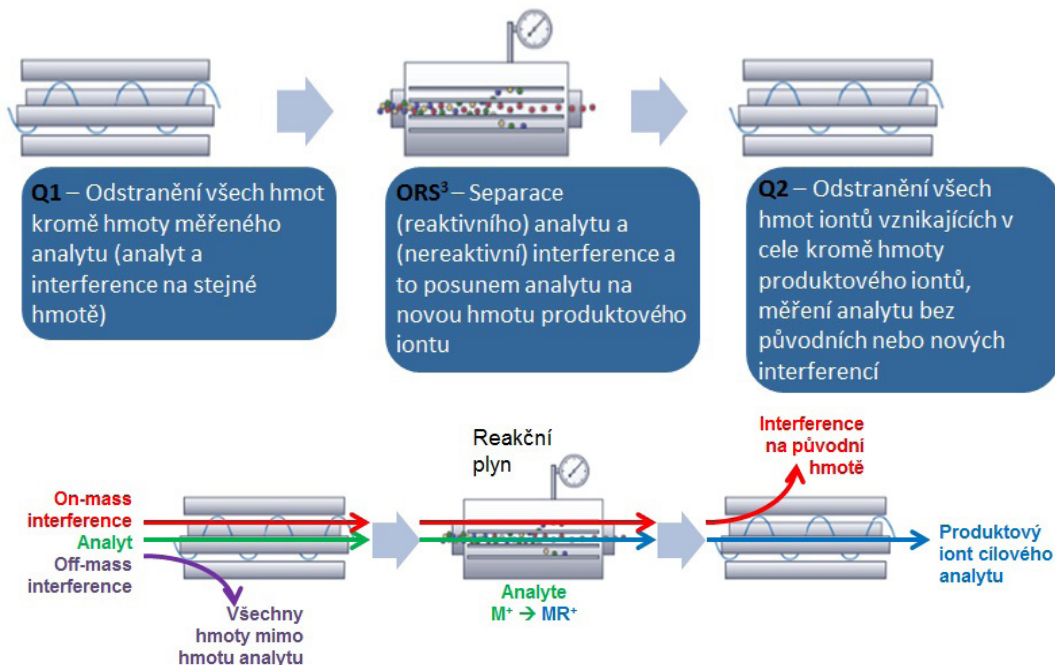 Q1 – Odstranění všech hmot
kromě hmoty měřeného
analytu (analyt a
interference na stejné
hmotě)
ORS³ – Separace
(reaktivního) analytu a
(nereaktivní) interference a
to posunem analytu na
novou hmotu produktového
iontu
Q2 – Odstranění všech
hmot iontů vznikajících v
cele kromě hmoty
produktového iontů,
měření analytu bez
původních nebo nových
interferencí
On-mass
interference
Analyt
Off-mass
interference
Všechny
hmoty mimo
hmotu analytu
Reakční
plyn
Analyte
M⁺ → MR⁺
Interference
na původní
hmotě
Produktový
iont cílového
analytu